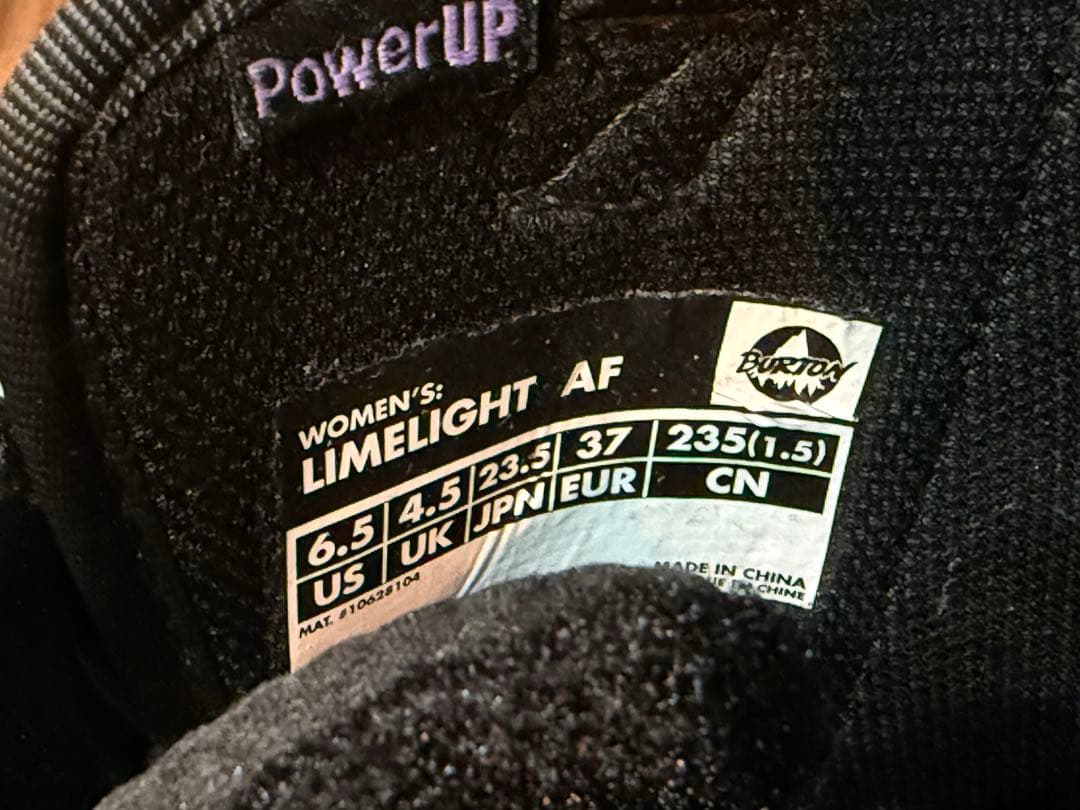 PowerUP
BURTON
WOMEN'S:
LIMELIGHT AF
6.5 4.5 23.5 37 235(1.5)
US UK JPN EUR CN
MAT. #10628104
MADE IN CHINA
CHINE